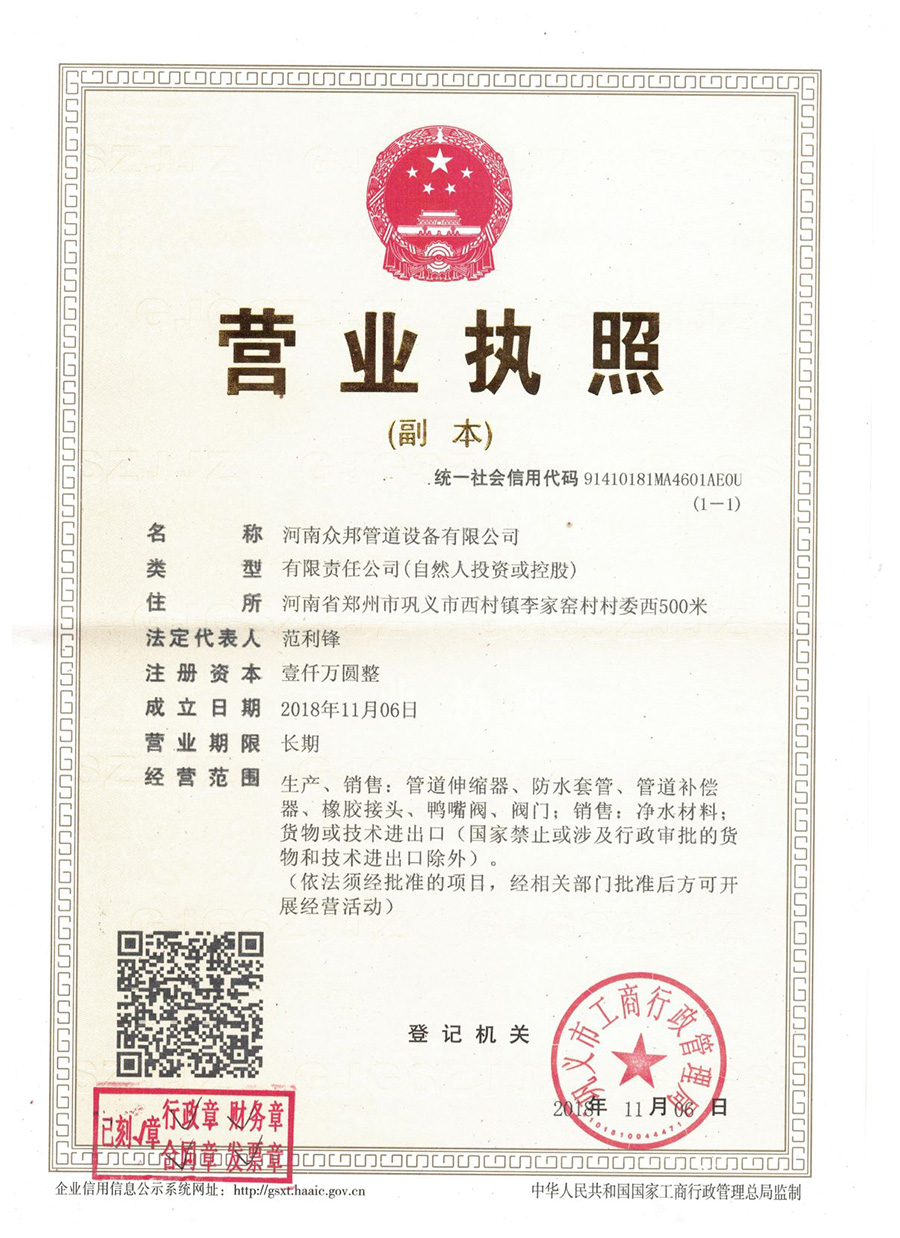 营业执照
(副 本)
统一社会信用代码 91410181MA4601AE0U
(1-1)
名称 河南众邦管道设备有限公司
类型 有限责任公司(自然人投资或控股)
住所 河南省郑州市巩义市西村镇李家窑村村委西500米
法定代表人 范利锋
注册资本 壹仟万圆整
成立日期 2018年11月06日
营业期限 长期
经营范围 生产、销售：管道伸缩器、防水套管、管道补偿
器、橡胶接头、鸭嘴阀、阀门；销售：净水材料；
货物或技术进出口（国家禁止或涉及行政审批的货
物和技术进出口除外）。
（依法须经批准的项目，经相关部门批准后方可开
展经营活动）
登记机关
巩义市工商行政管理局
4101810044471
2018年 11月 06日
已刻章
行政章 财务章
合同章 发票章
企业信用信息公示系统网址：http://gsxt.haaic.gov.cn
中华人民共和国国家工商行政管理总局监制